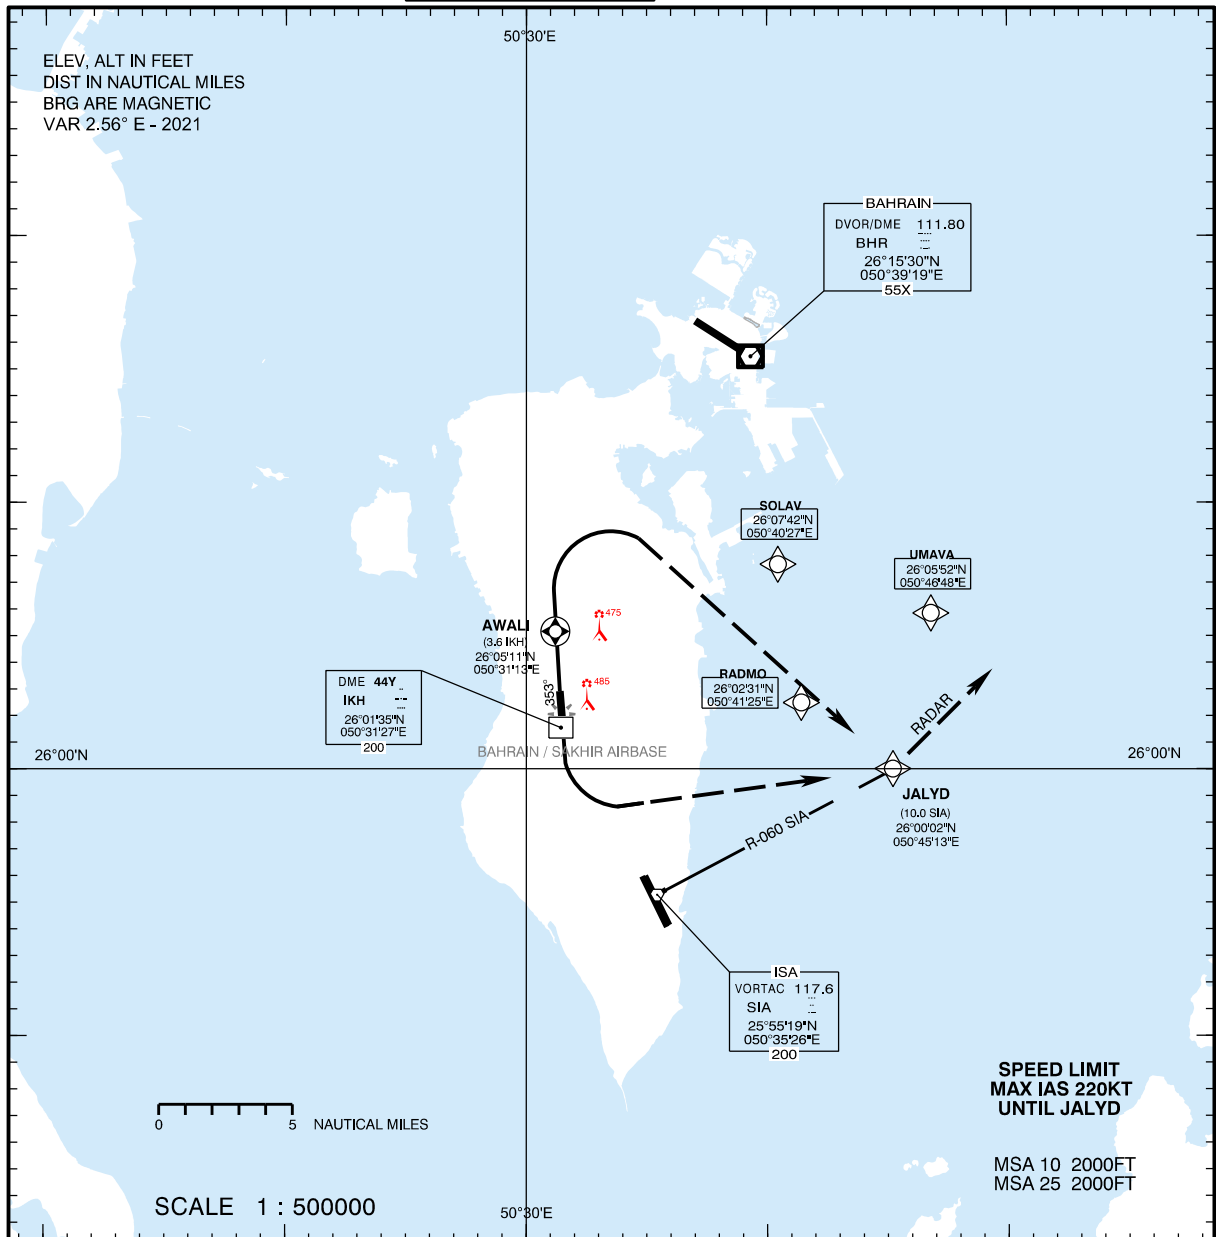 50°30'E
ELEV, ALT IN FEET
DIST IN NAUTICAL MILES
BRG ARE MAGNETIC
VAR 2.56° E - 2021
BAHRAIN
DVOR/DME 111.80
BHR
26°15'30"N
050°39'19"E
55X
SOLAV
26°07'42"N
050°40'27"E
UMAVA
26°05'52"N
050°46'48"E
475
AWALI
(3.6 IKH)
26°05'11"N
050°31'13"E
485
353°
DME 44Y
IKH
26°01'35"N
050°31'27"E
200
RADMO
26°02'31"N
050°41'25"E
RADAR
BAHRAIN / SAKHIR AIRBASE
26°00'N
26°00'N
JALYD
(10.0 SIA)
26°00'02"N
050°45'13"E
R-060 SIA
ISA
VORTAC 117.6
SIA
25°55'19"N
050°35'26"E
200
SPEED LIMIT
MAX IAS 220KT
UNTIL JALYD
0 5 NAUTICAL MILES
MSA 10 2000FT
MSA 25 2000FT
SCALE 1 : 500000
50°30'E